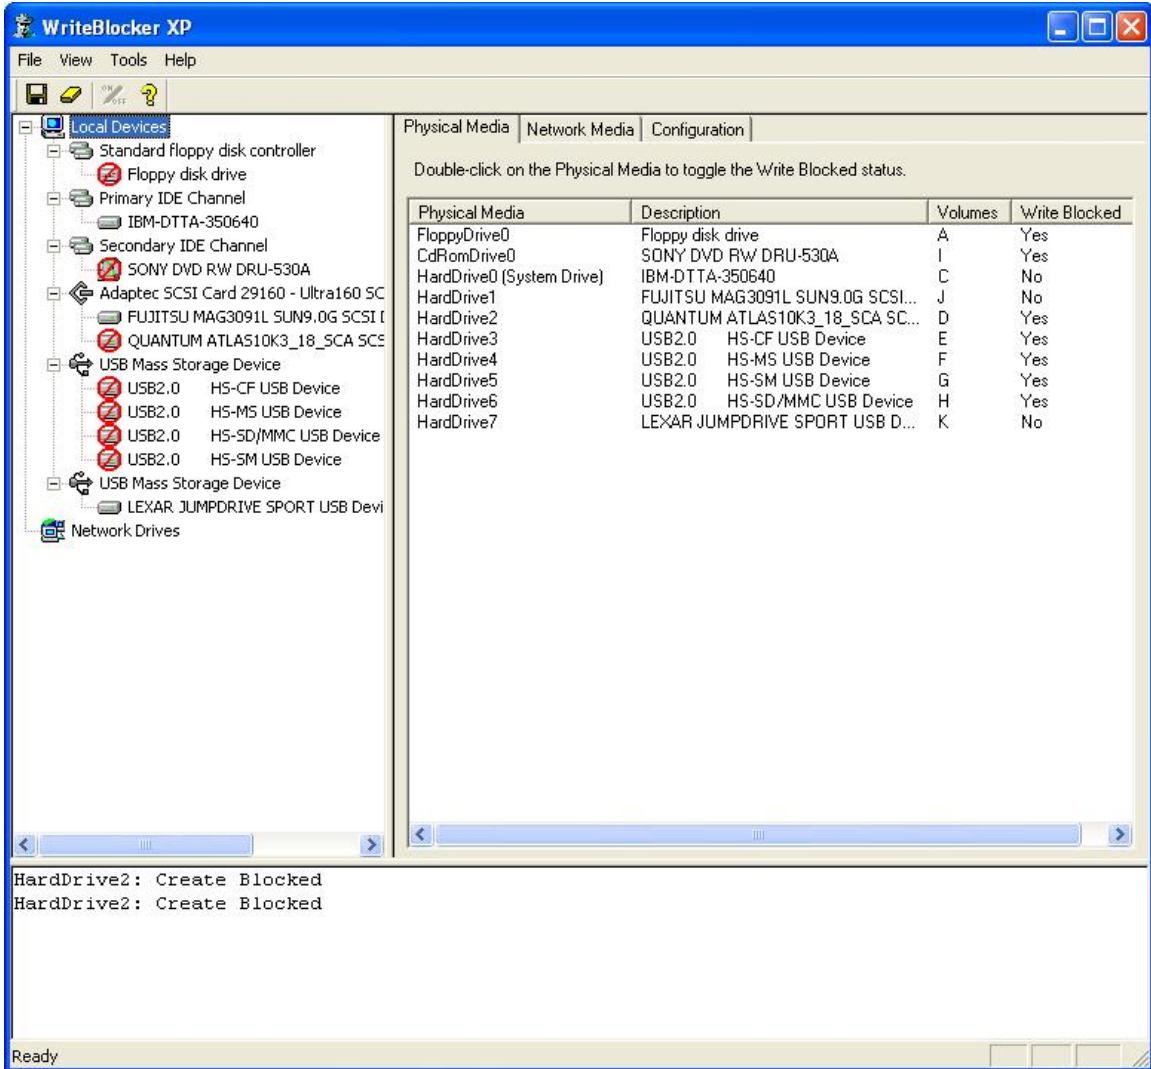 WriteBlocker XP
File View Tools Help
ON OFF
Local Devices
Standard floppy disk controller
Floppy disk drive
Primary IDE Channel
IBM-DTTA-350640
Secondary IDE Channel
SONY DVD RW DRU-530A
Adaptec SCSI Card 29160 - Ultra160 SC
FUJITSU MAG3091L SUN9.0G SCSI D
QUANTUM ATLAS10K3_18_SCA SCS
USB Mass Storage Device
USB2.0 HS-CF USB Device
USB2.0 HS-MS USB Device
USB2.0 HS-SD/MMC USB Device
USB2.0 HS-SM USB Device
USB Mass Storage Device
LEXAR JUMPDRIVE SPORT USB Devi
Network Drives
Physical Media Network Media Configuration
Double-click on the Physical Media to toggle the Write Blocked status.
Physical Media Description Volumes Write Blocked
FloppyDrive0 Floppy disk drive A Yes
CdRomDrive0 SONY DVD RW DRU-530A I Yes
HardDrive0 (System Drive) IBM-DTTA-350640 C No
HardDrive1 FUJITSU MAG3091L SUN9.0G SCSI... J No
HardDrive2 QUANTUM ATLAS10K3_18_SCA SC... D Yes
HardDrive3 USB2.0 HS-CF USB Device E Yes
HardDrive4 USB2.0 HS-MS USB Device F Yes
HardDrive5 USB2.0 HS-SM USB Device G Yes
HardDrive6 USB2.0 HS-SD/MMC USB Device H Yes
HardDrive7 LEXAR JUMPDRIVE SPORT USB D... K No
HardDrive2: Create Blocked
HardDrive2: Create Blocked
Ready